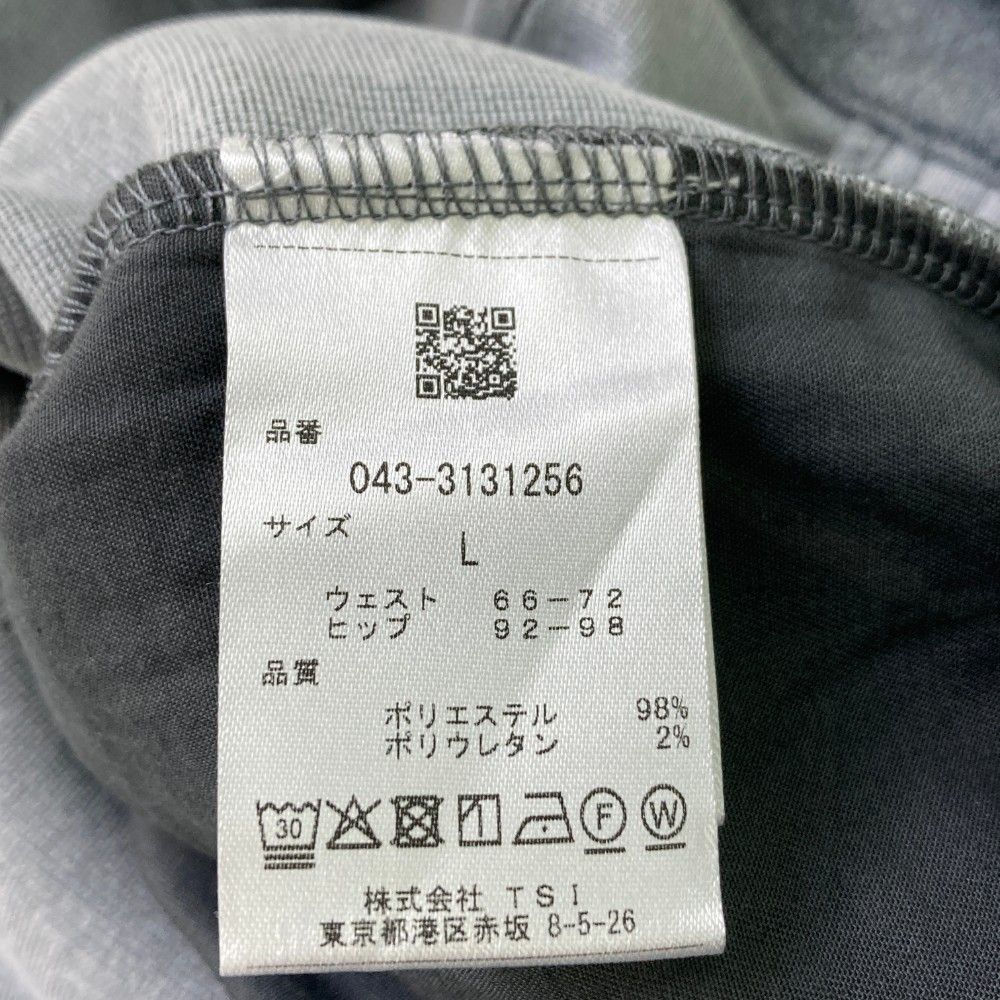 品番
043-3131256
サイズ
L
ウェスト 66-72
ヒップ 92-98
品質
ポリエステル 98%
ポリウレタン 2%
30 F W
株式会社 TSI
東京都港区赤坂 8-5-26